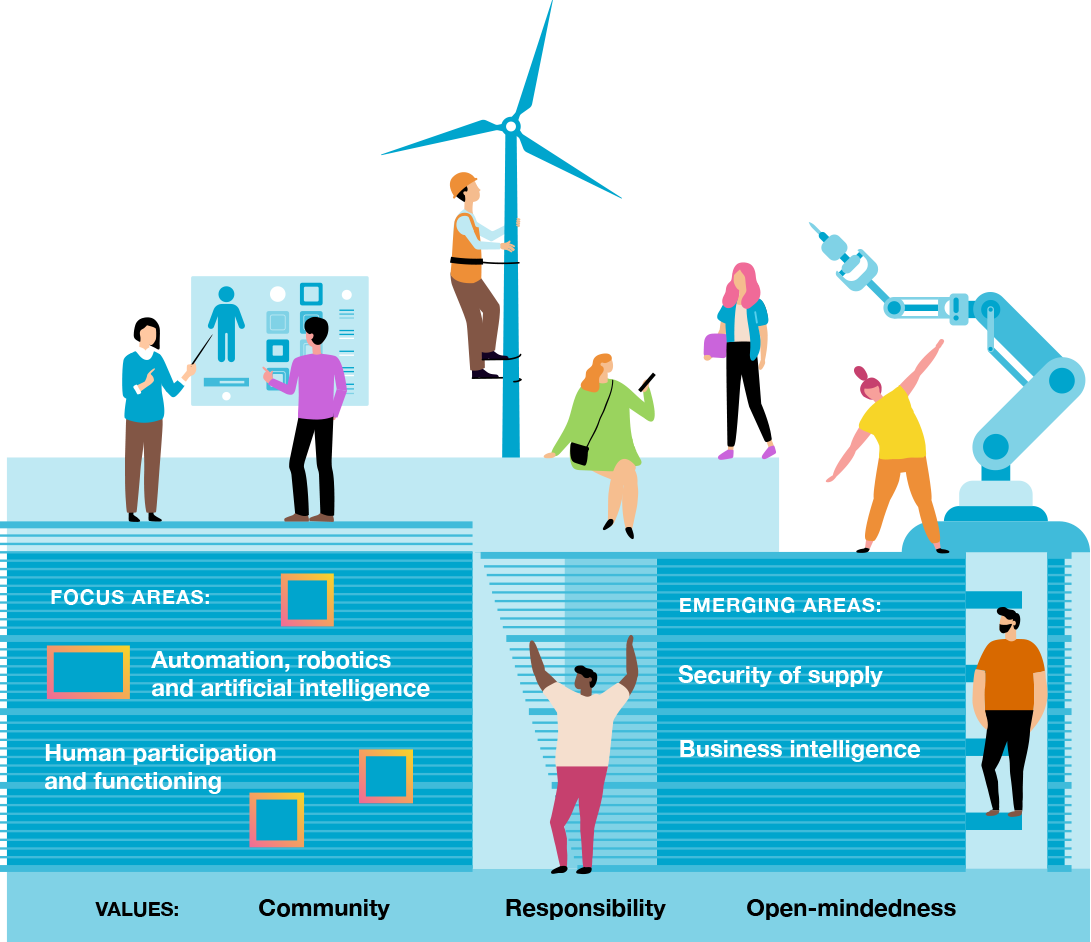 FOCUS AREAS:
Automation, robotics
and artificial intelligence
Human participation
and functioning
EMERGING AREAS:
Security of supply
Business intelligence
VALUES: Community Responsibility Open-mindedness